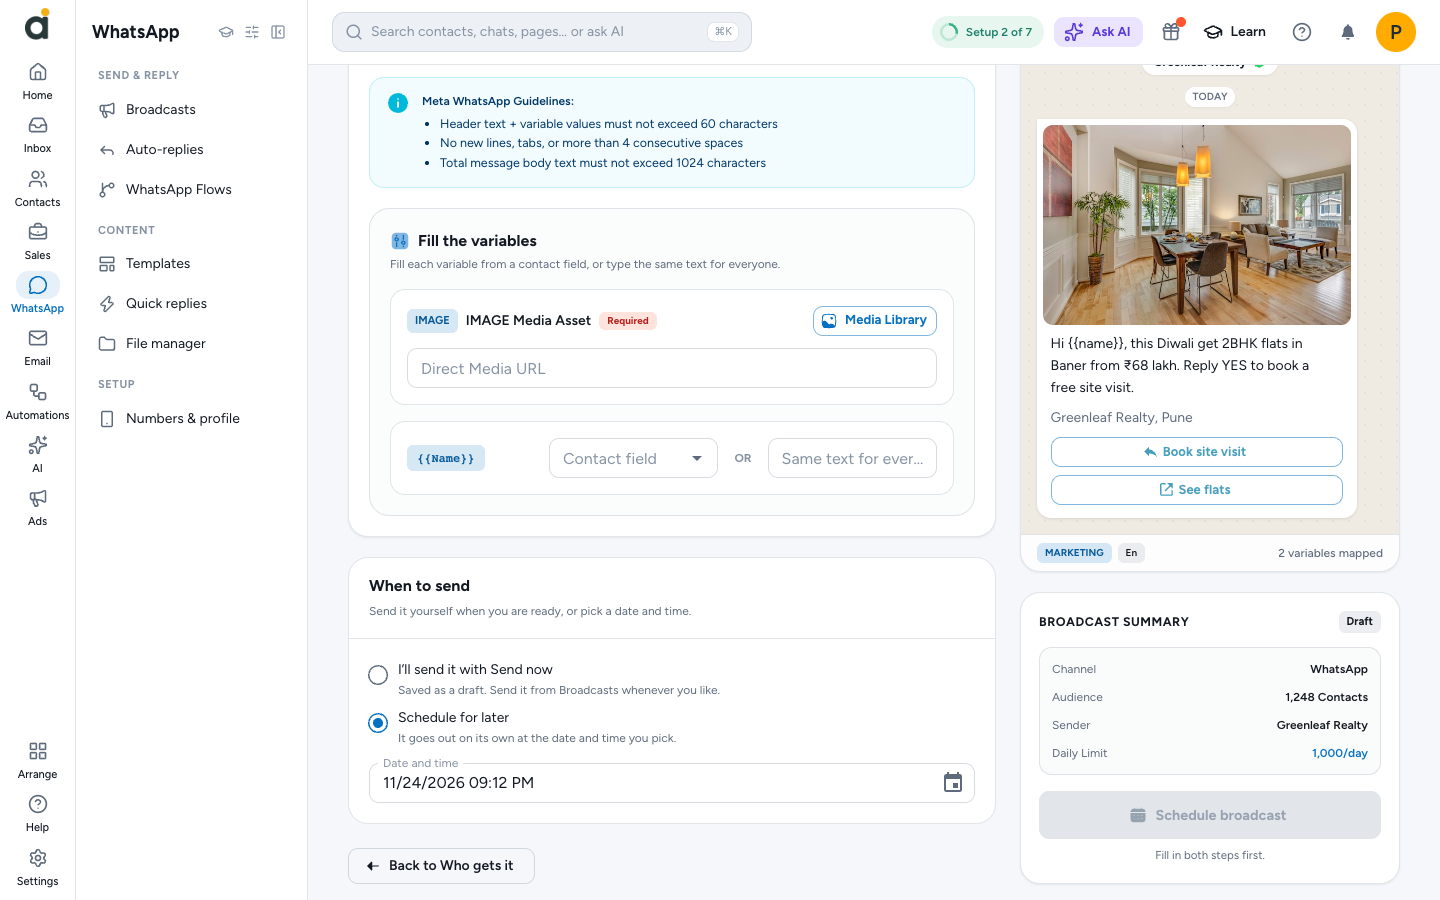 WhatsApp
Search contacts, chats, pages... or ask AI
⌘K
Setup 2 of 7
Ask AI
Learn
P
Home
Inbox
Contacts
Sales
WhatsApp
Email
Automations
AI
Ads
Arrange
Help
Settings
SEND & REPLY
Broadcasts
Auto-replies
WhatsApp Flows
CONTENT
Templates
Quick replies
File manager
SETUP
Numbers & profile
Meta WhatsApp Guidelines:
• Header text + variable values must not exceed 60 characters
• No new lines, tabs, or more than 4 consecutive spaces
• Total message body text must not exceed 1024 characters
Fill the variables
Fill each variable from a contact field, or type the same text for everyone.
IMAGE IMAGE Media Asset Required
Media Library
Direct Media URL
{{Name}}
Contact field
OR
Same text for ever...
When to send
Send it yourself when you are ready, or pick a date and time.
I'll send it with Send now
Saved as a draft. Send it from Broadcasts whenever you like.
Schedule for later
It goes out on its own at the date and time you pick.
Date and time
11/24/2026 09:12 PM
Back to Who gets it
Greenleaf Realty
TODAY
Hi {{name}}, this Diwali get 2BHK flats in
Baner from ₹68 lakh. Reply YES to book a
free site visit.
Greenleaf Realty, Pune
Book site visit
See flats
MARKETING En
2 variables mapped
BROADCAST SUMMARY
Draft
Channel WhatsApp
Audience 1,248 Contacts
Sender Greenleaf Realty
Daily Limit 1,000/day
Schedule broadcast
Fill in both steps first.